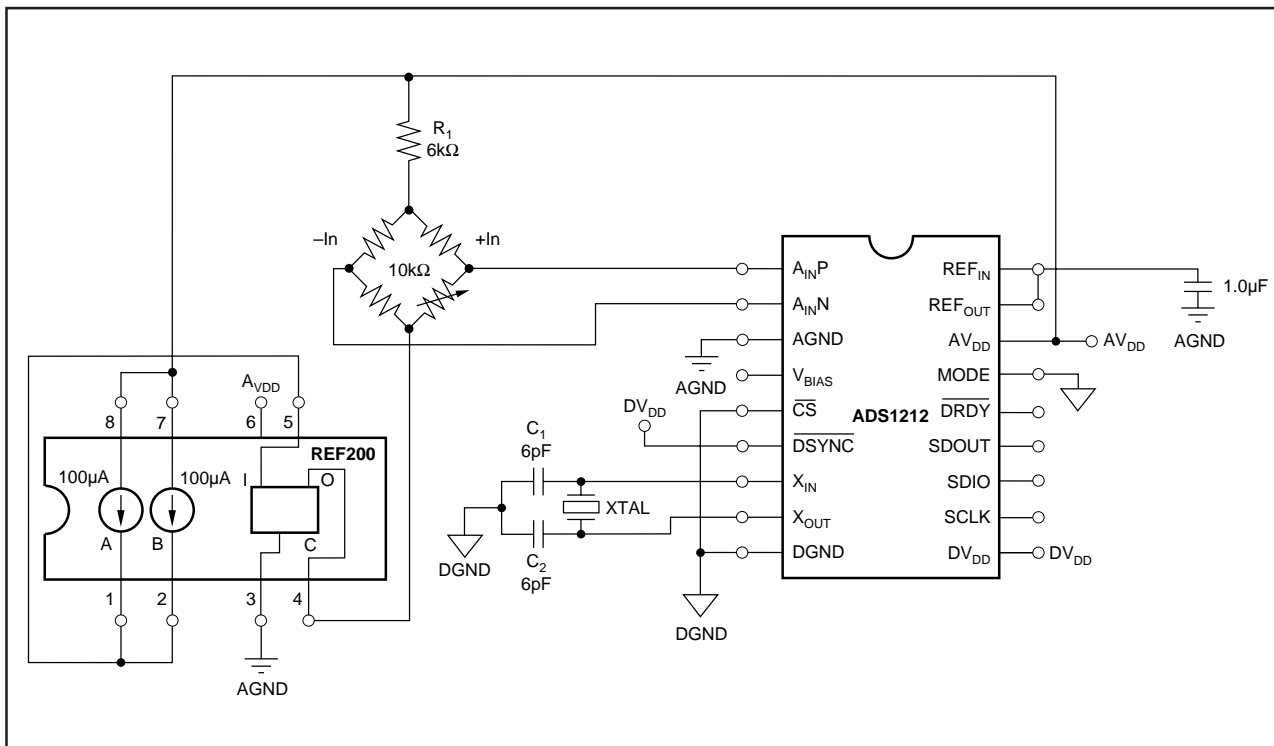 R1
6kΩ
–In
+In
10kΩ
AINP
AINN
AGND
VBIAS
CS
DSYNC
XIN
XOUT
DGND
ADS1212
REFIN
REFOUT
AVDD
MODE
DRDY
SDOUT
SDIO
SCLK
DVDD
1.0µF
AGND
AVDD
DVDD
AGND
DVDD
C1
6pF
XTAL
C2
6pF
DGND
DGND
AVDD
8
7
6
5
REF200
100µA
100µA
I
O
A
B
C
1
2
3
4
AGND